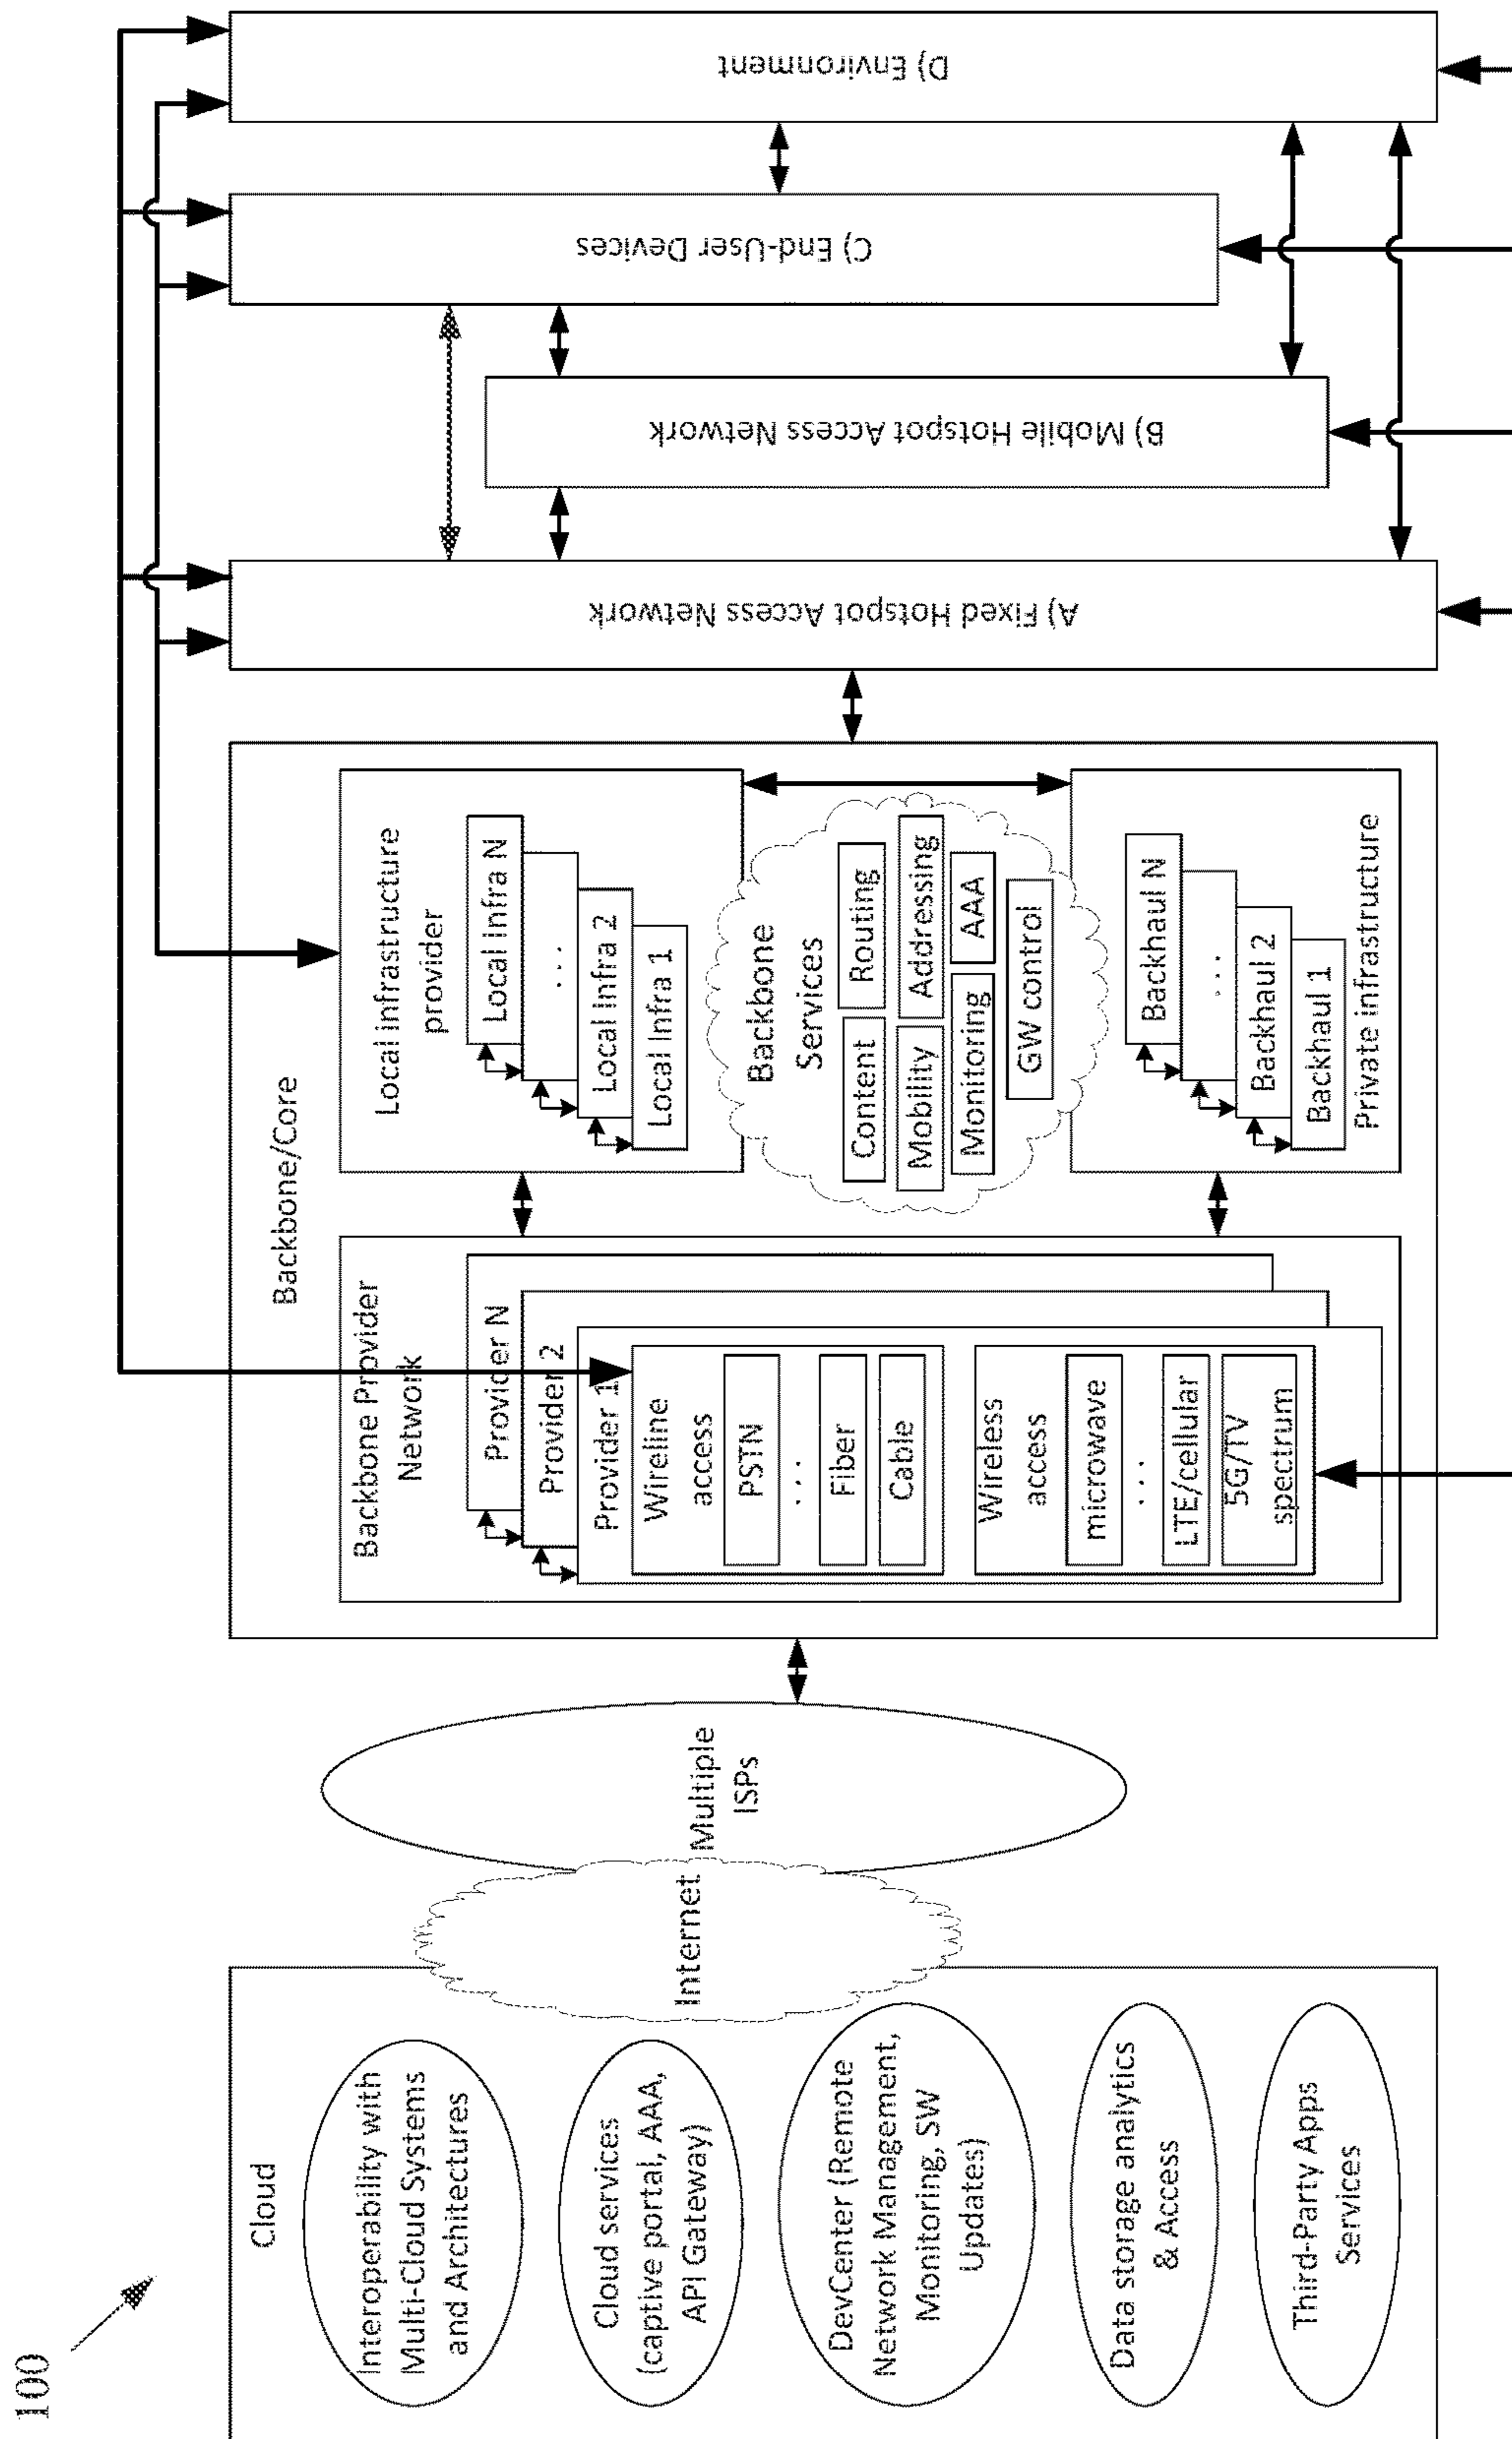 100
Cloud
Interoperability with
Multi-Cloud Systems
and Architectures
Cloud services
(captive portal, AAA,
API Gateway)
DevCenter (Remote
Network Management,
Monitoring, SW
Updates)
Data storage analytics
& Access
Third-Party Apps
Services
Internet
Multiple
ISPs
Backbone/Core
Backbone Provider
Network
Provider N
Provider 2
Provider 1
Wireline
access
PSTN
...
Fiber
Cable
Wireless
access
microwave
...
LTE/cellular
5G/TV
spectrum
Local infrastructure
provider
Local Infra N
...
Local Infra 2
Local Infra 1
Backbone
Services
Content
Routing
Mobility
Addressing
Monitoring
AAA
GW control
Backhaul N
...
Backhaul 2
Backhaul 1
Private infrastructure
A) Fixed Hotspot Access Network
B) Mobile Hotspot Access Network
C) End-User Devices
D) Environment